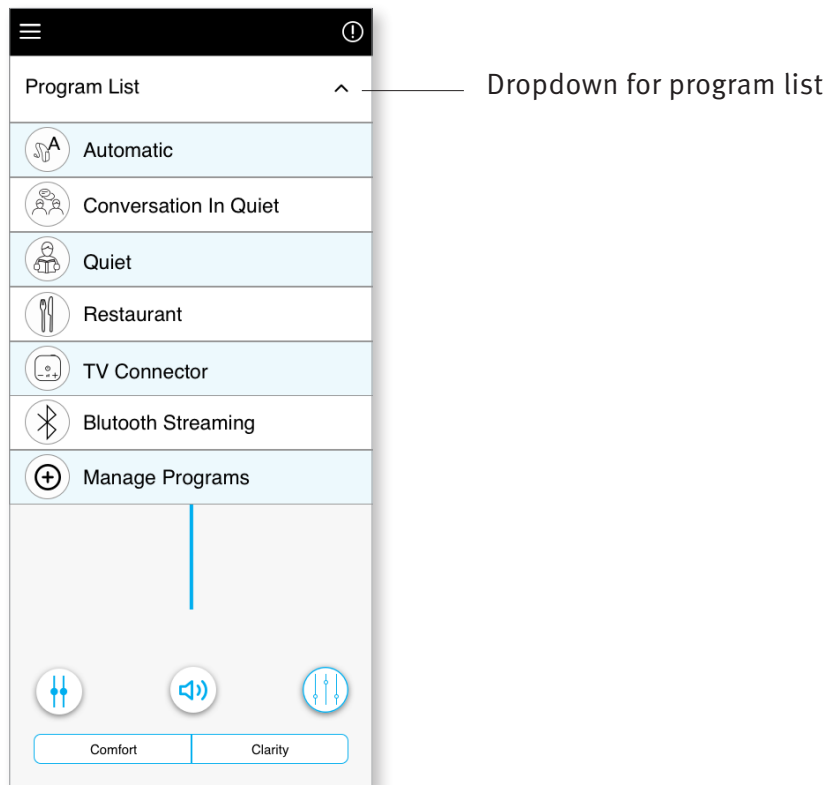 Program List
Dropdown for program list
Automatic
Conversation In Quiet
Quiet
Restaurant
TV Connector
Blutooth Streaming
Manage Programs
Comfort
Clarity